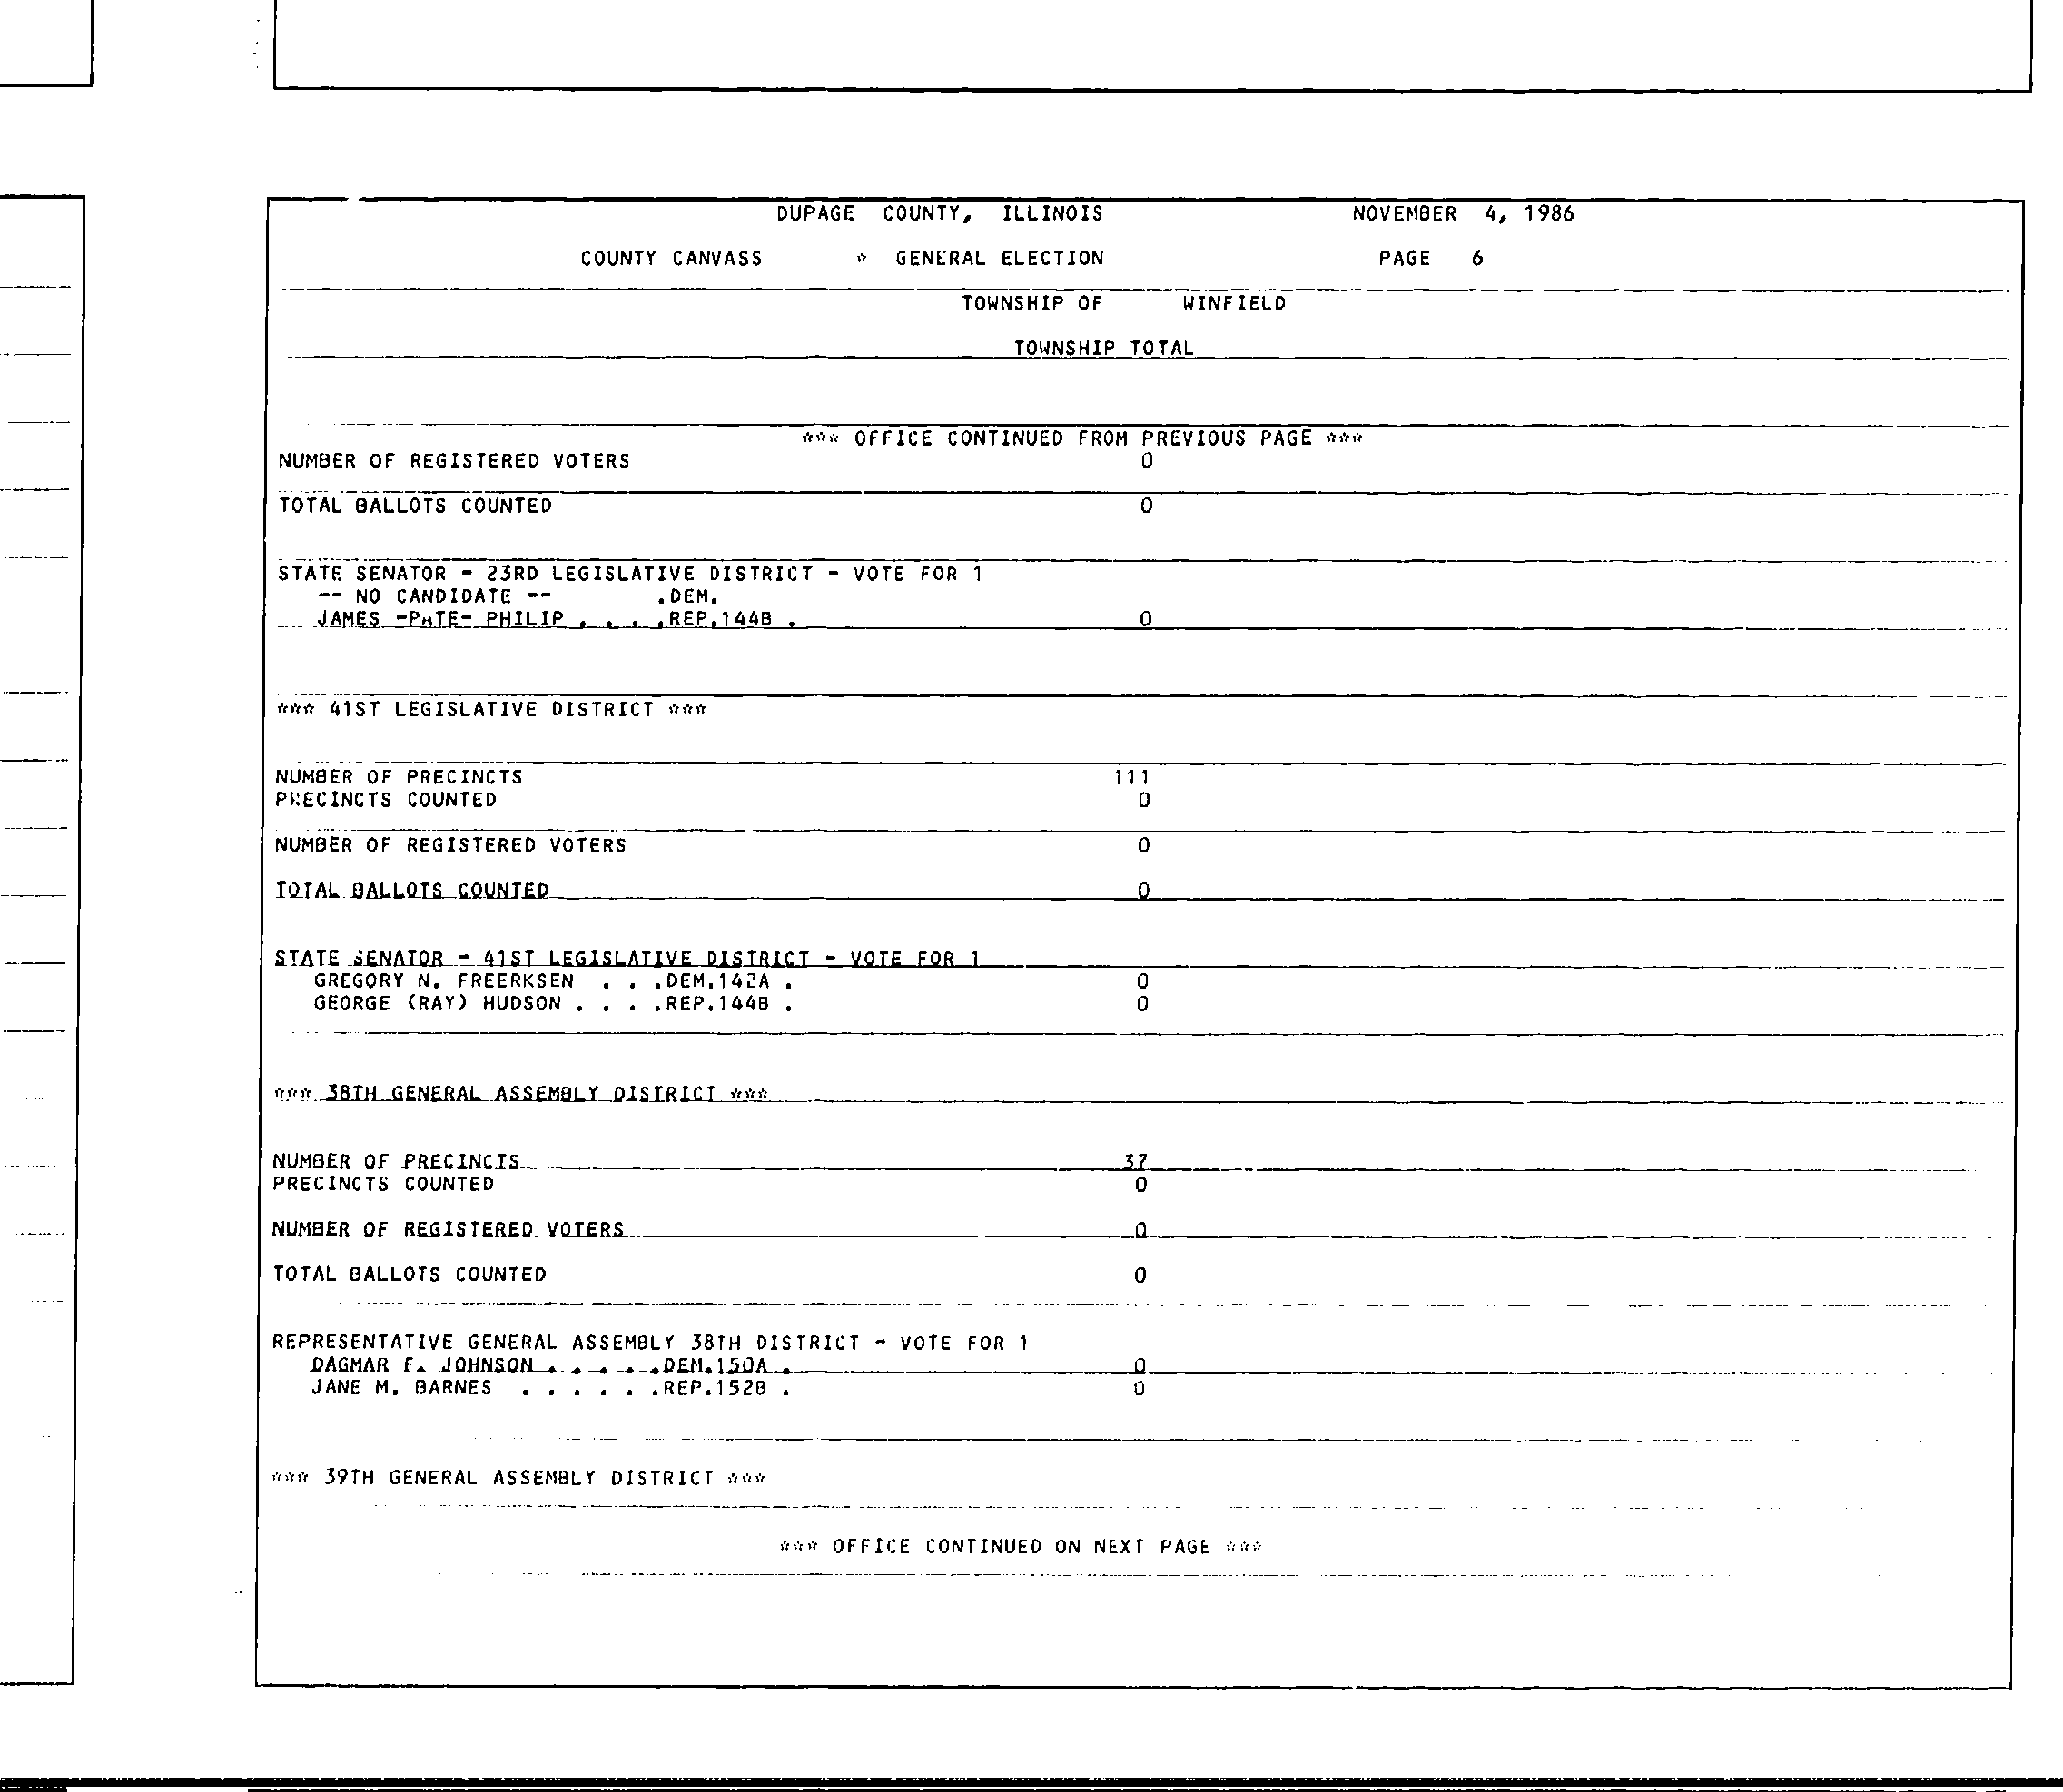 DUPAGE COUNTY, ILLINOIS NOVEMBER 4, 1986
COUNTY CANVASS * GENERAL ELECTION PAGE 6
TOWNSHIP OF WINFIELD
TOWNSHIP TOTAL
*** OFFICE CONTINUED FROM PREVIOUS PAGE ***
NUMBER OF REGISTERED VOTERS 0
TOTAL BALLOTS COUNTED 0
STATE SENATOR - 23RD LEGISLATIVE DISTRICT - VOTE FOR 1
-- NO CANDIDATE -- .DEM.
JAMES -PATE- PHILIP . . . .REP.144B . 0
*** 41ST LEGISLATIVE DISTRICT ***
NUMBER OF PRECINCTS 111
PRECINCTS COUNTED 0
NUMBER OF REGISTERED VOTERS 0
TOTAL BALLOTS COUNTED 0
STATE SENATOR - 41ST LEGISLATIVE DISTRICT - VOTE FOR 1
GREGORY N. FREERKSEN . . .DEM.142A . 0
GEORGE (RAY) HUDSON . . . .REP.144B . 0
*** 38TH GENERAL ASSEMBLY DISTRICT ***
NUMBER OF PRECINCTS 37
PRECINCTS COUNTED 0
NUMBER OF REGISTERED VOTERS 0
TOTAL BALLOTS COUNTED 0
REPRESENTATIVE GENERAL ASSEMBLY 38TH DISTRICT - VOTE FOR 1
DAGMAR F. JOHNSON . . . . .DEM.150A . 0
JANE M. BARNES . . . . . .REP.152B . 0
*** 39TH GENERAL ASSEMBLY DISTRICT ***
*** OFFICE CONTINUED ON NEXT PAGE ***